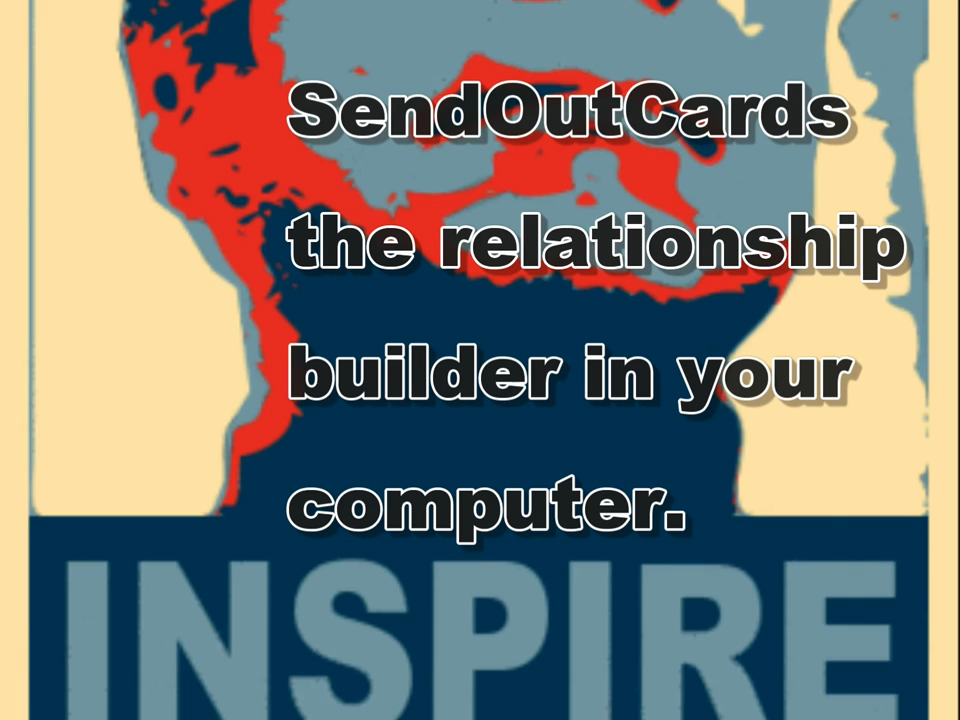 SendOutCards
the relationship
builder in your
computer.
INSPIRE